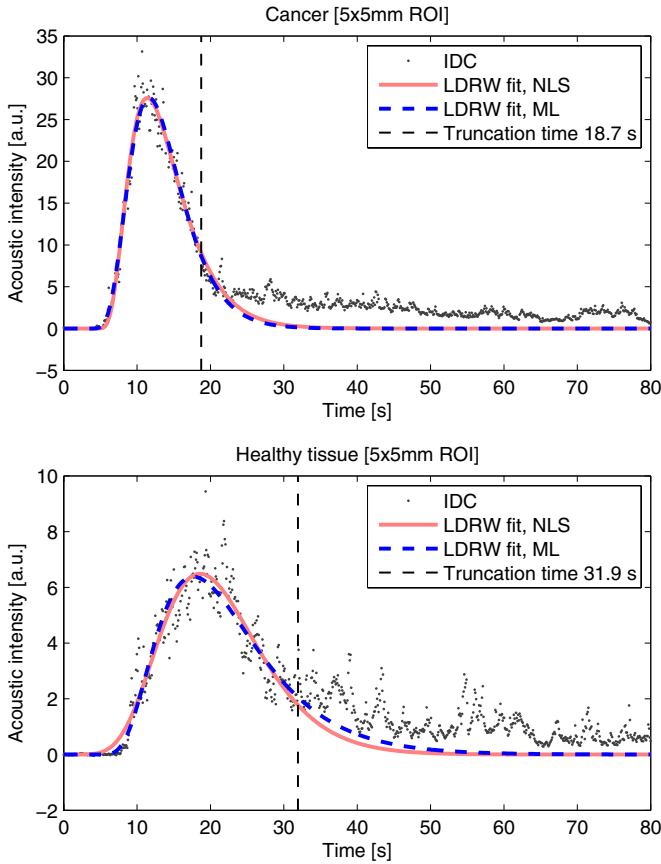 Cancer [5x5mm ROI]
35
30
25
20
15
10
5
0
−5
Acoustic intensity [a.u.]
IDC
LDRW fit, NLS
LDRW fit, ML
Truncation time 18.7 s
0 10 20 30 40 50 60 70 80
Time [s]
Healthy tissue [5x5mm ROI]
10
8
6
4
2
0
−2
Acoustic intensity [a.u.]
IDC
LDRW fit, NLS
LDRW fit, ML
Truncation time 31.9 s
0 10 20 30 40 50 60 70 80
Time [s]